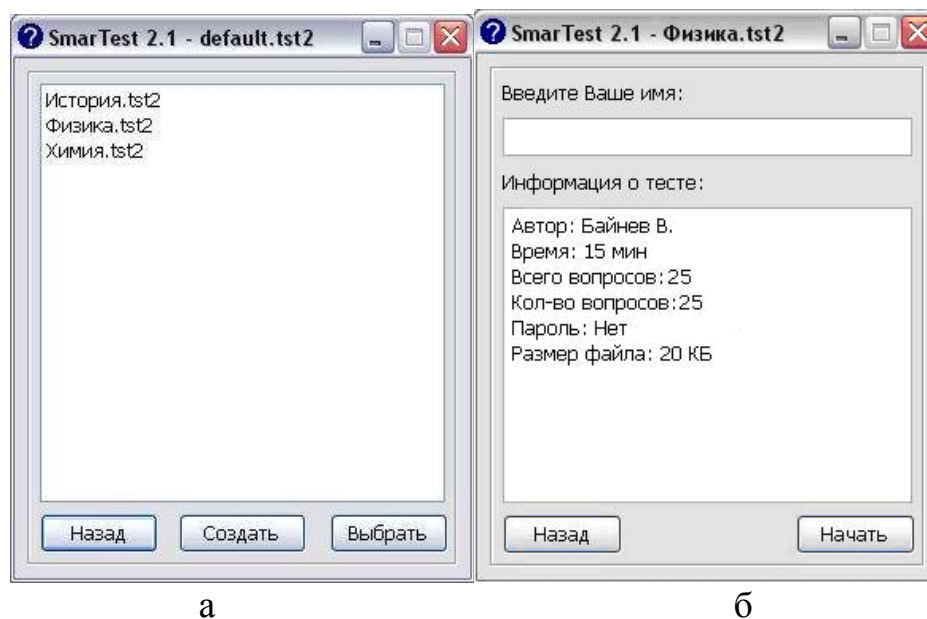 SmarTest 2.1 - default.tst2
История.tst2
Физика.tst2
Химия.tst2
Назад
Создать
Выбрать
а
SmarTest 2.1 - Физика.tst2
Введите Ваше имя:
Информация о тесте:
Автор: Байнев В.
Время: 15 мин
Всего вопросов:25
Кол-во вопросов:25
Пароль: Нет
Размер файла: 20 КБ
Назад
Начать
б